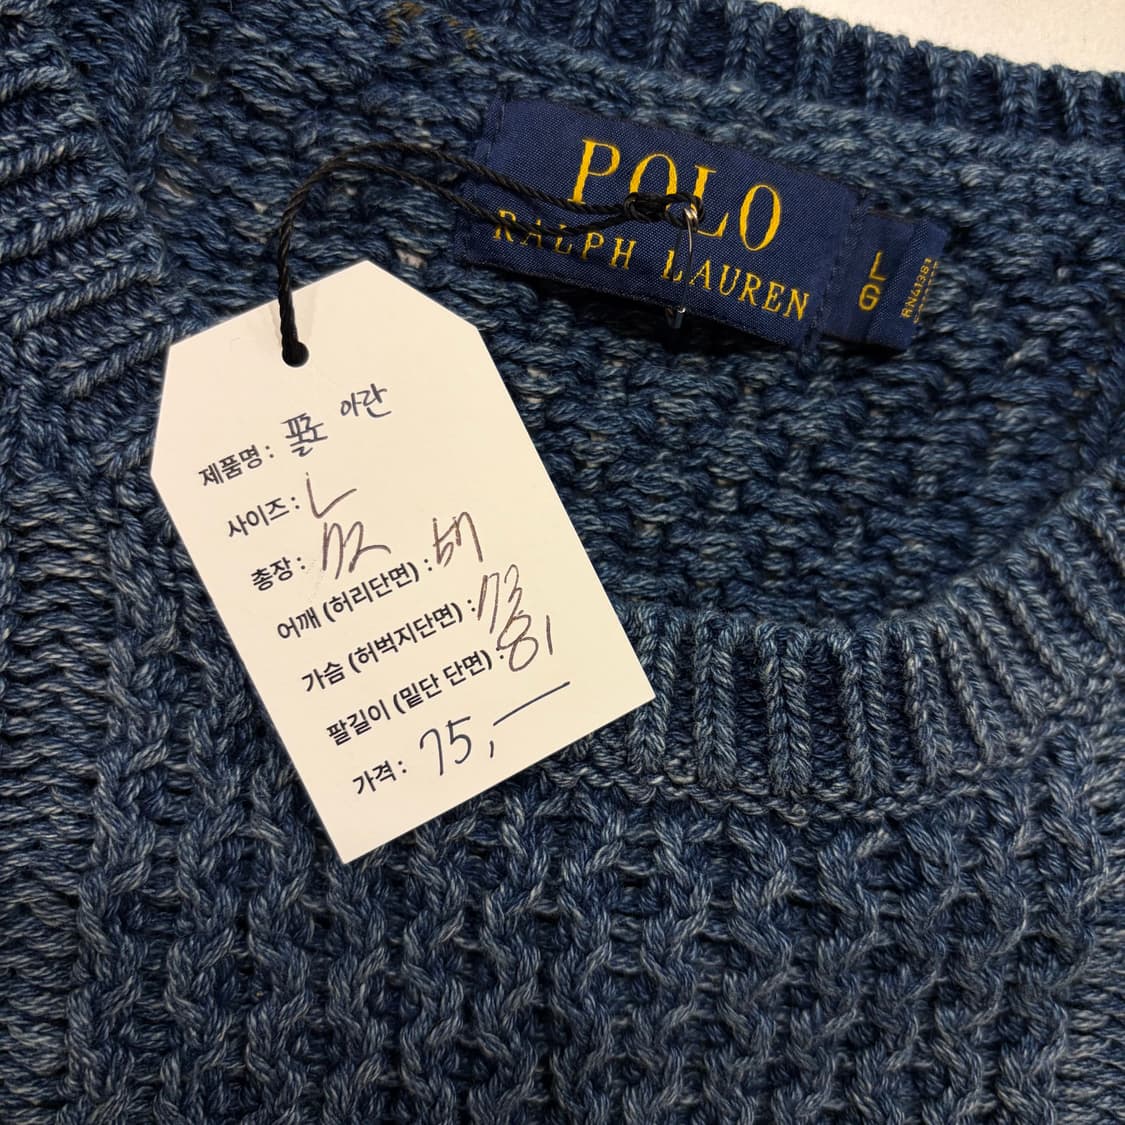 POLO
RALPH LAUREN
L
G
RN41381
제품명 : 폴로 아란
사이즈 : L
총장 : 72
어깨 (허리단면) :
가슴 (허벅지단면) :
팔길이 (밑단 단면) :
가격 : 75,—